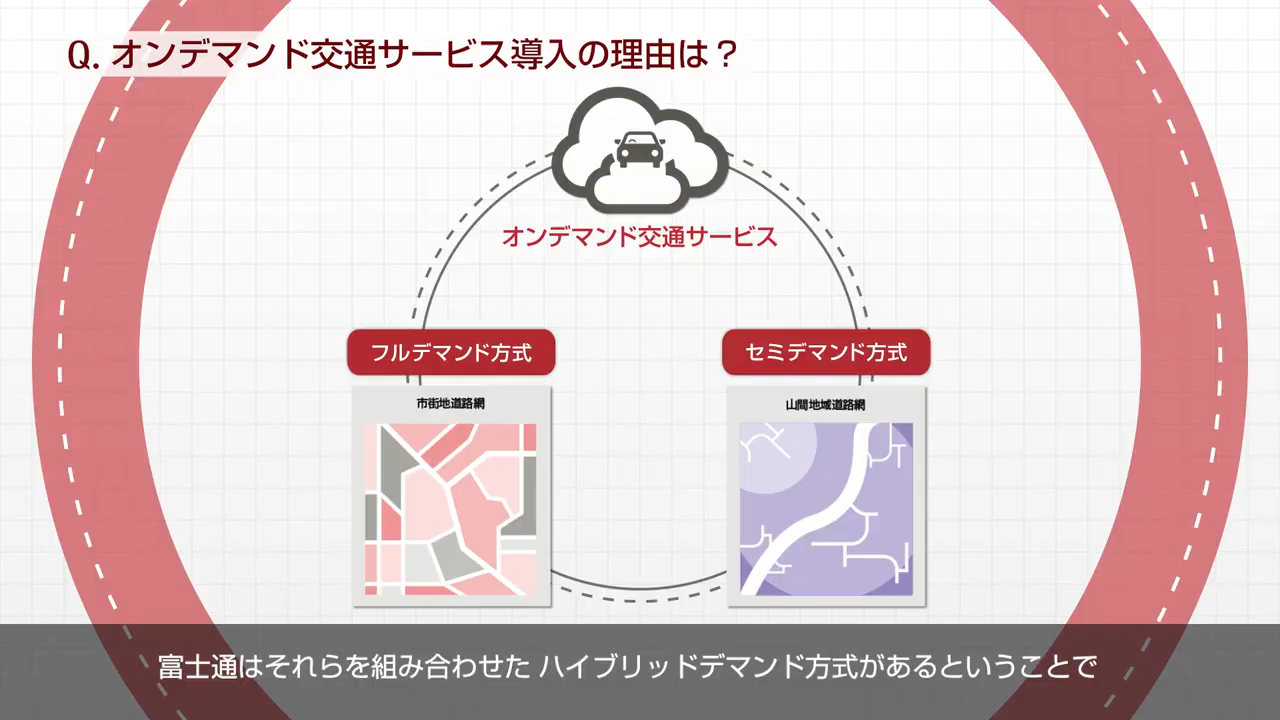 Q. オンデマンド交通サービス導入の理由は？
オンデマンド交通サービス
フルデマンド方式
セミデマンド方式
市街地道路網
山間地域道路網
富士通はそれらを組み合わせた ハイブリッドデマンド方式があるということで